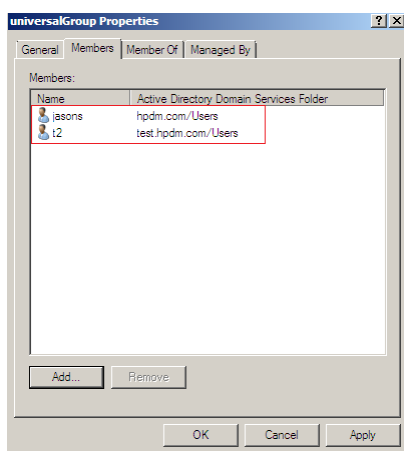 universalGroup Properties ? X
General Members Member Of Managed By
Members:
Name Active Directory Domain Services Folder
jasons hpdm.com/Users
t2 test.hpdm.com/Users
Add... Remove
OK Cancel Apply